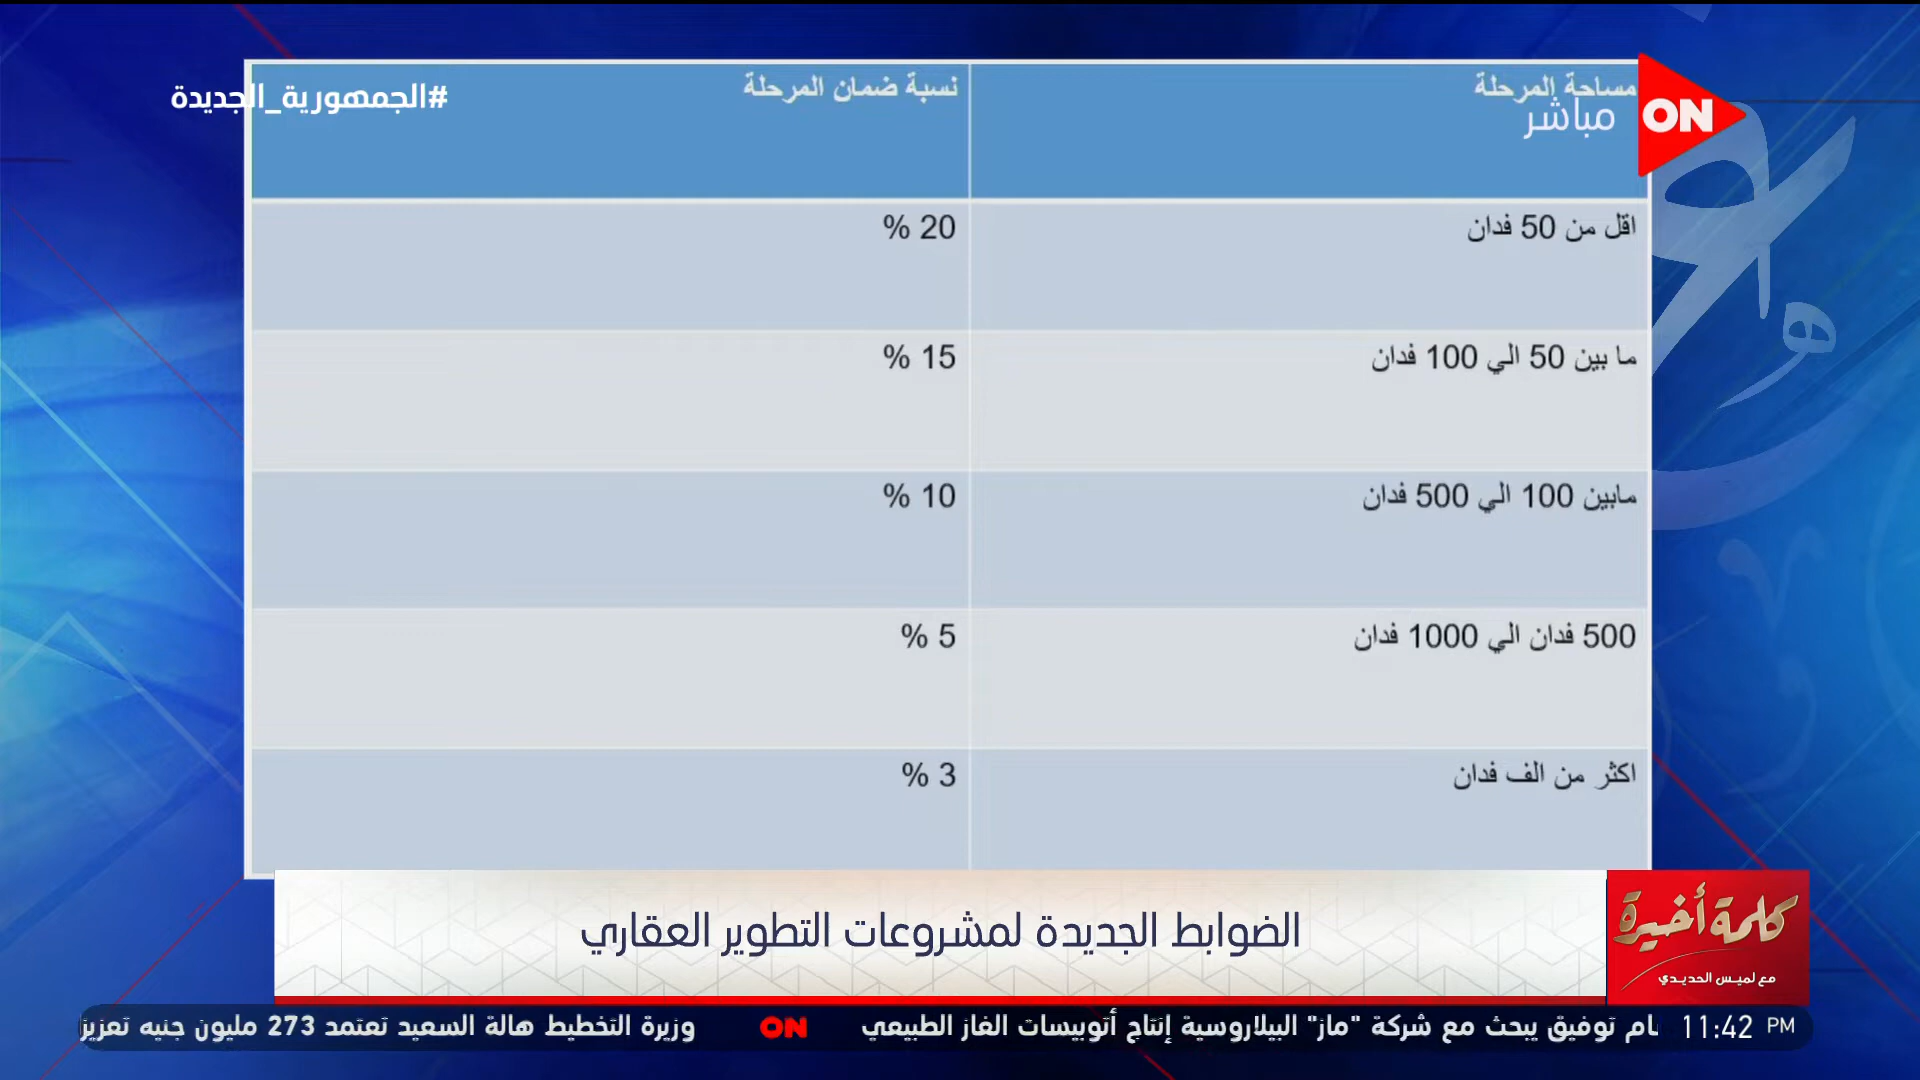 #الجمهورية_الجديدة
ON
مباشر
مساحة المرحلة
نسبة ضمان المرحلة
اقل من 50 فدان
20 %
ما بين 50 الي 100 فدان
15 %
مابين 100 الي 500 فدان
10 %
500 فدان الي 1000 فدان
5 %
اكثر من الف فدان
3 %
الضوابط الجديدة لمشروعات التطوير العقاري
كلمة أخيرة
مع لميس الحديدي
توفيق يبحث مع شركة "ماز" البيلاروسية إنتاج أتوبيسات الغاز الطبيعي ON وزيرة التخطيط هالة السعيد تعتمد 273 مليون جنيه
11:42 PM